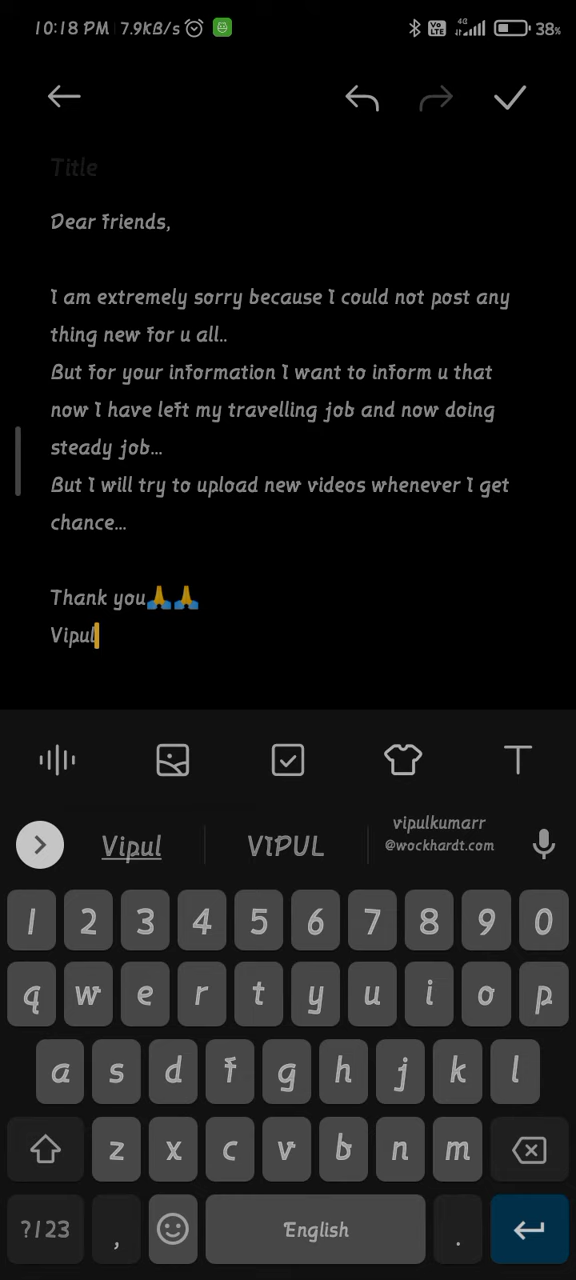 10:18 PM 7.9KB/s 4G Vo LTE 38%
Title
Dear friends,
I am extremely sorry because I could not post any
thing new for u all..
But for your information I want to inform u that
now I have left my travelling job and now doing
steady job...
But I will try to upload new videos whenever I get
chance...
Thank you🙏🙏
Vipul
T
Vipul VIPUL vipulkumarr
@wockhardt.com
1 2 3 4 5 6 7 8 9 0
q w e r t y u i o p
a s d f g h j k l
z x c v b n m
?123 , English .